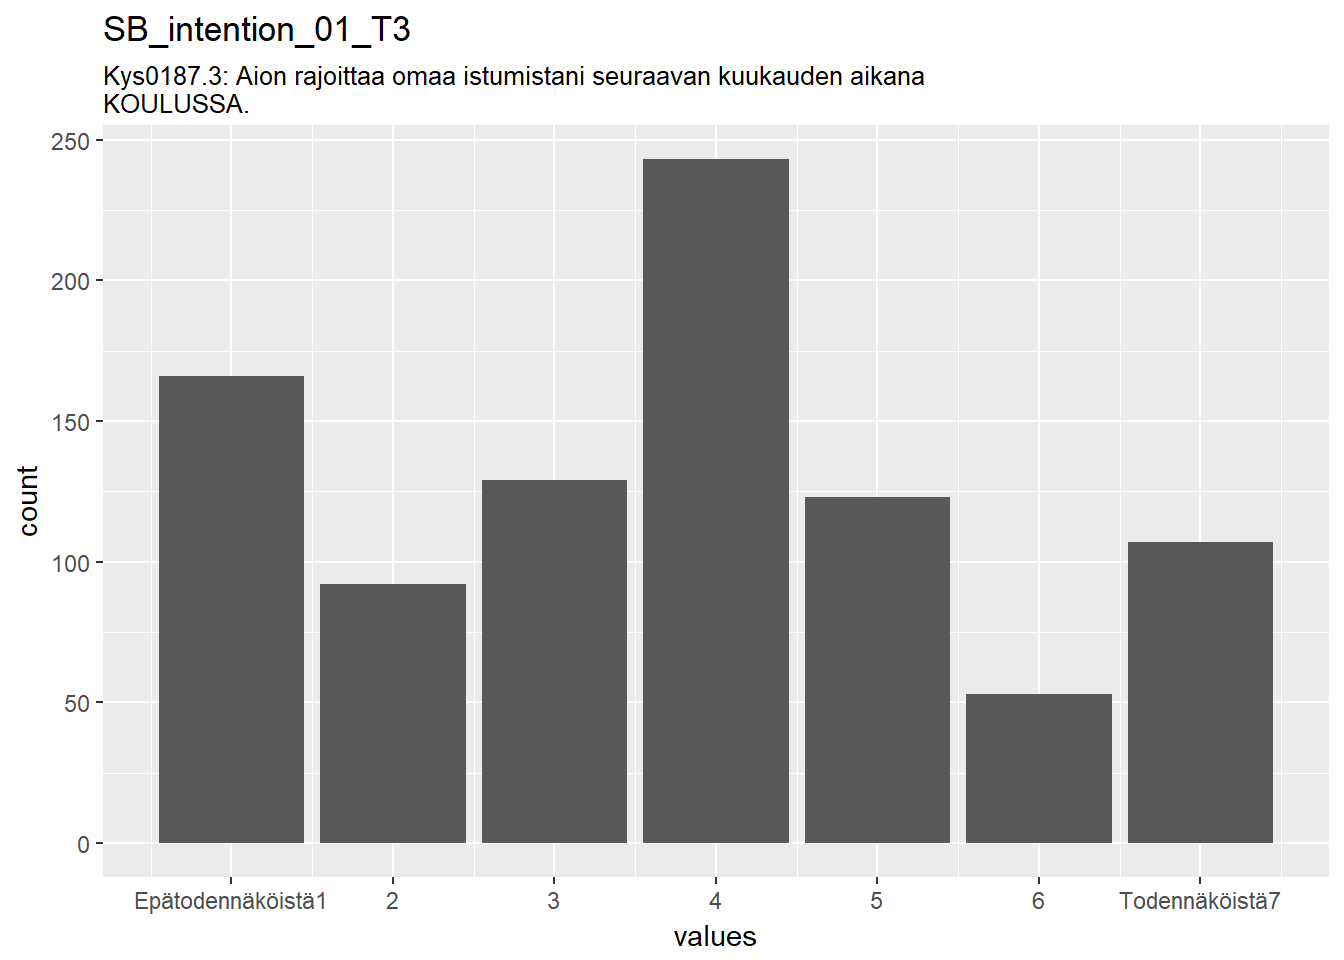 SB_intention_01_T3
Kys0187.3: Aion rajoittaa omaa istumistani seuraavan kuukauden aikana
KOULUSSA.
250
200
150
100
50
0
count
Epätodennäköistä1 2 3 4 5 6 Todennäköistä7
values